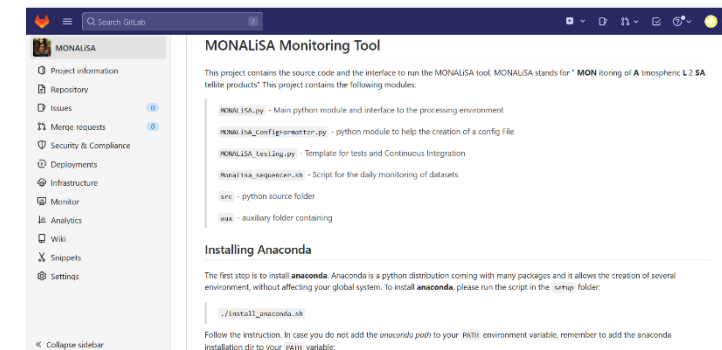 Search GitLab
/
MONALiSA
Project information
Repository
Issues 0
Merge requests 0
Security & Compliance
Deployments
Infrastructure
Monitor
Analytics
Wiki
Snippets
Settings
Collapse sidebar
MONALiSA Monitoring Tool
This project contains the source code and the interface to run the MONALiSA tool. MONALiSA stands for " MON itoring of A tmospheric L 2 SA
tellite products" This project contains the following modules:
MONALiSA.py - Main python module and interface to the processing environment
MONALiSA_ConfigFormatter.py - python module to help the creation of a config File
MONALiSA_testing.py - Template for tests and Continuous Integration
Monalisa_sequencer.sh - Script for the daily monitoring of datasets
src - python source folder
aux - auxiliary folder containing
Installing Anaconda
The first step is to install anaconda. Anaconda is a python distribution coming with many packages and it allows the creation of several
environment, without affecting your global system. To install anaconda, please run the script in the setup folder:
./install_anaconda.sh
Follow the instruction. In case you do not add the anaconda path to your PATH environment variable, remember to add the anaconda
installation dir to your PATH variable: